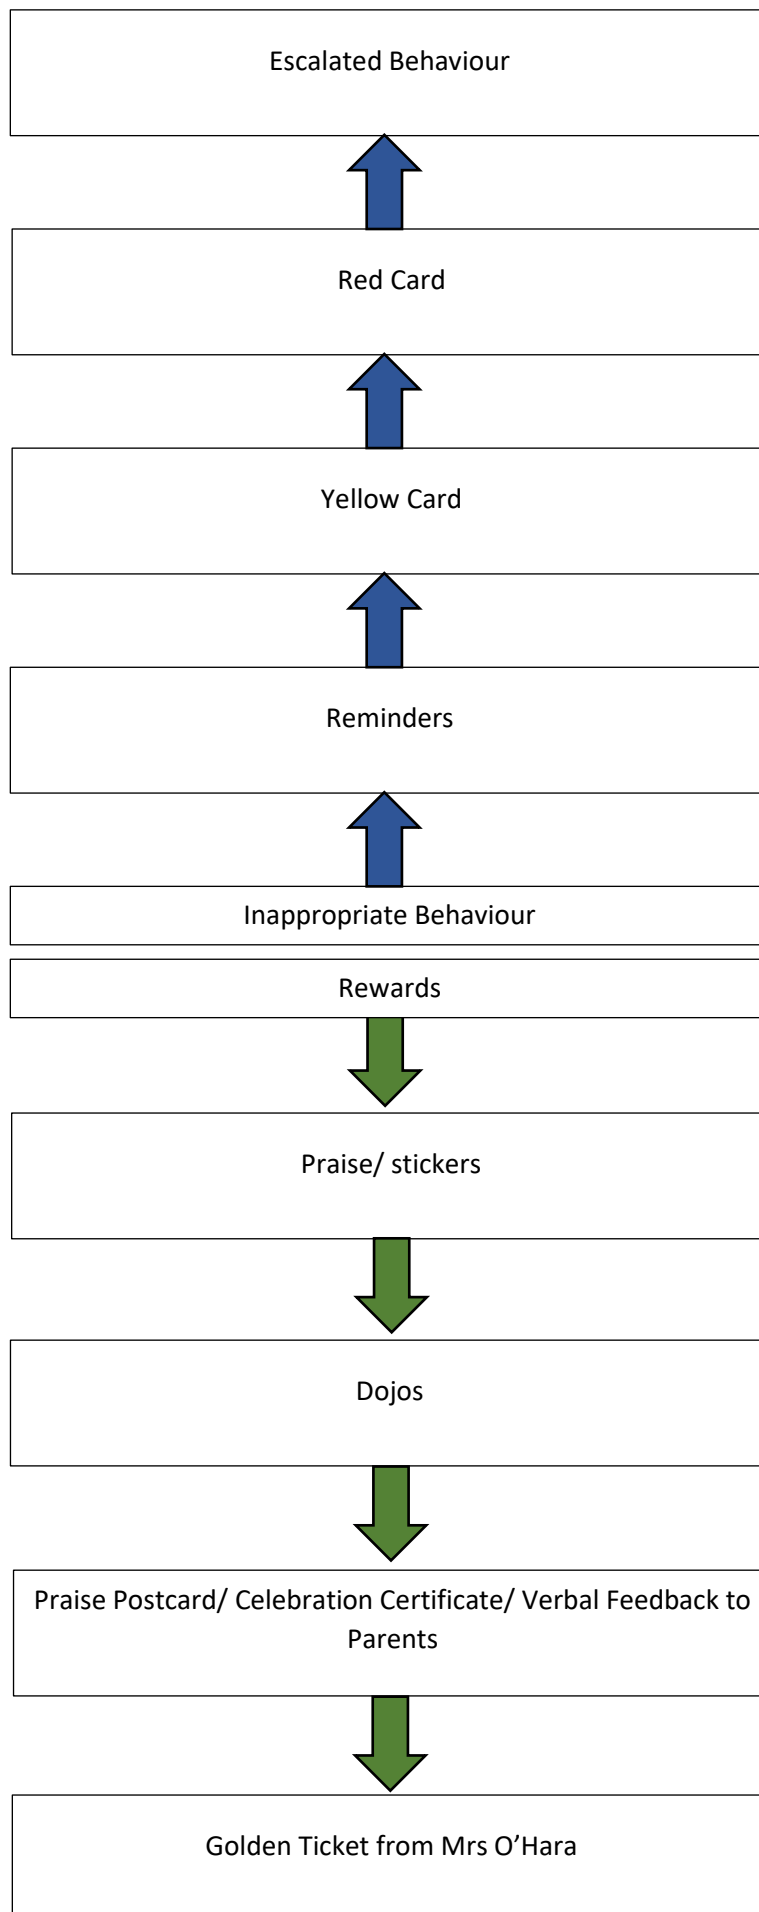 Escalated Behaviour
Red Card
Yellow Card
Reminders
Inappropriate Behaviour
Rewards
Praise/ stickers
Dojos
Praise Postcard/ Celebration Certificate/ Verbal Feedback to
Parents
Golden Ticket from Mrs O’Hara